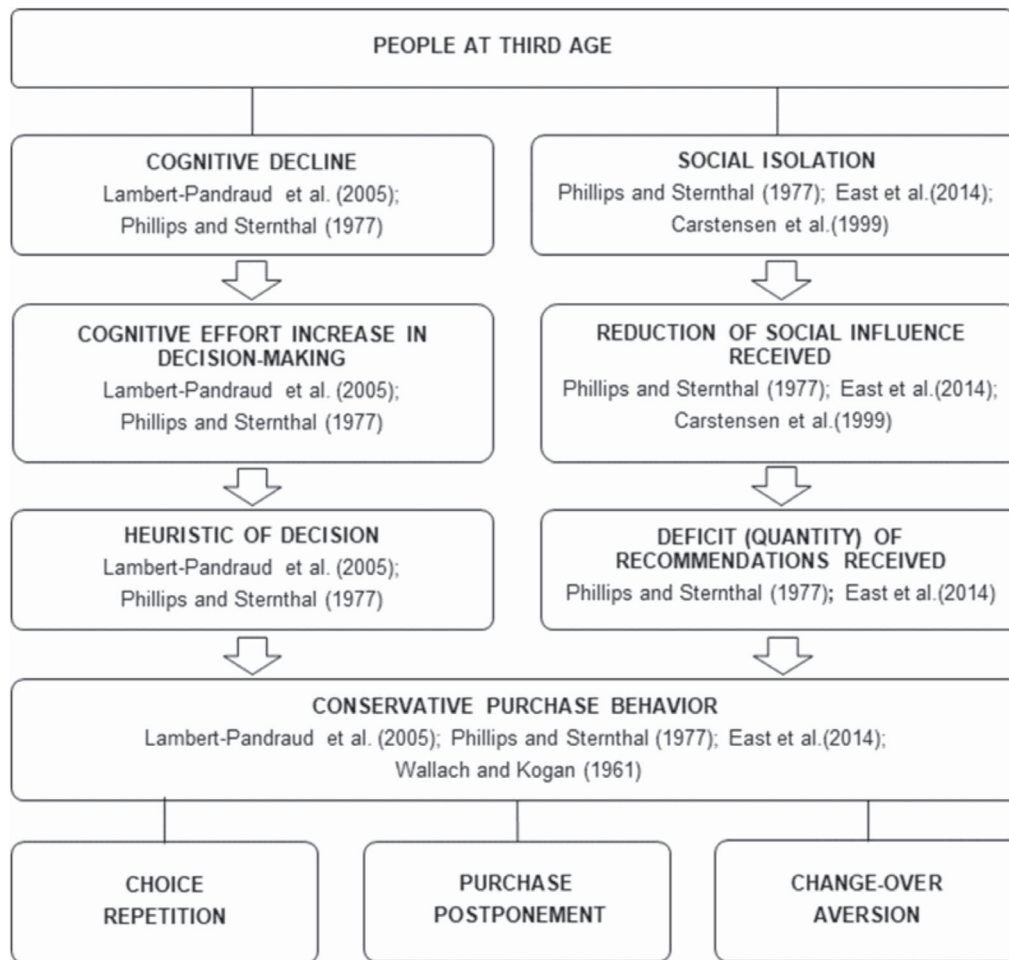 PEOPLE AT THIRD AGE
COGNITIVE DECLINE
Lambert-Pandraud et al. (2005);
Phillips and Sternthal (1977)
SOCIAL ISOLATION
Phillips and Sternthal (1977); East et al.(2014);
Carstensen et al.(1999)
COGNITIVE EFFORT INCREASE IN
DECISION-MAKING
Lambert-Pandraud et al. (2005);
Phillips and Sternthal (1977)
REDUCTION OF SOCIAL INFLUENCE
RECEIVED
Phillips and Sternthal (1977); East et al.(2014);
Carstensen et al.(1999)
HEURISTIC OF DECISION
Lambert-Pandraud et al. (2005);
Phillips and Sternthal (1977)
DEFICIT (QUANTITY) OF
RECOMMENDATIONS RECEIVED
Phillips and Sternthal (1977); East et al.(2014)
CONSERVATIVE PURCHASE BEHAVIOR
Lambert-Pandraud et al. (2005); Phillips and Sternthal (1977); East et al.(2014);
Wallach and Kogan (1961)
CHOICE
REPETITION
PURCHASE
POSTPONEMENT
CHANGE-OVER
AVERSION